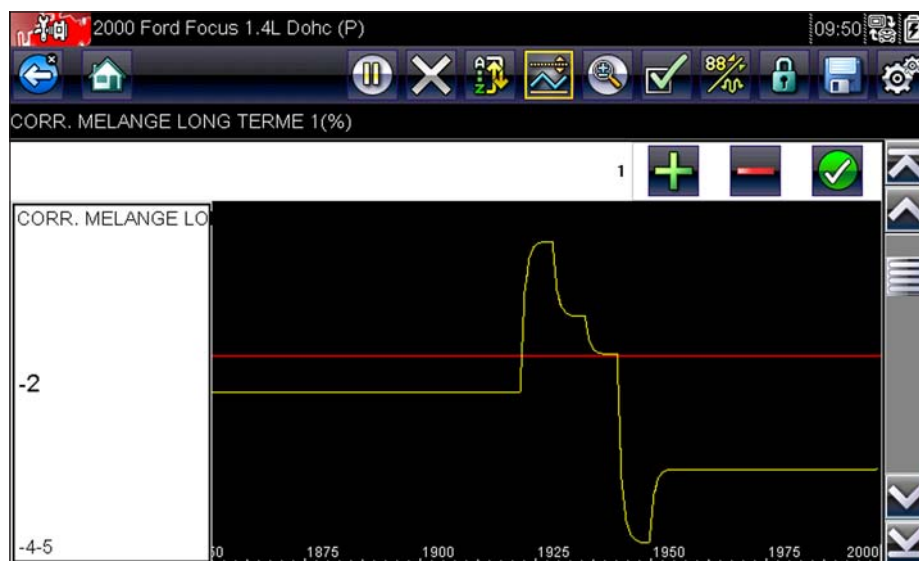 2000 Ford Focus 1.4L Dohc (P)
09:50
CORR. MELANGE LONG TERME 1(%)
1
CORR. MELANGE LO
-2
-4-5
1875 1900 1925 1950 1975 2000